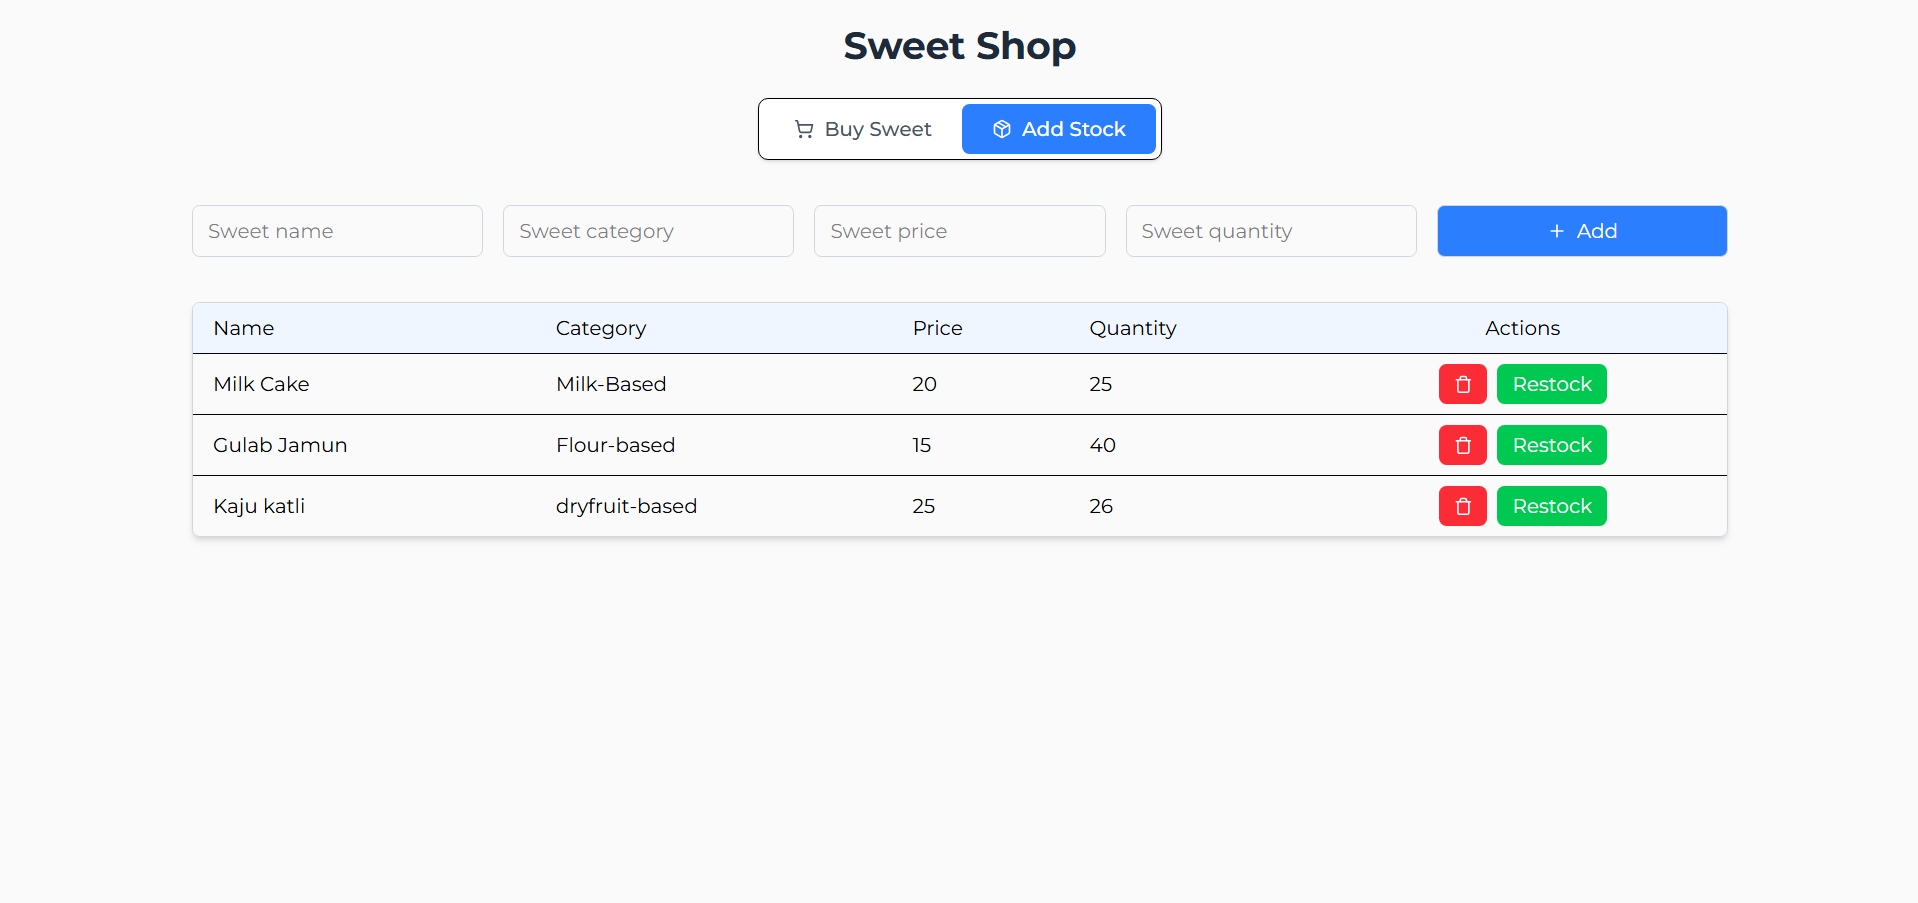 Sweet Shop
Buy Sweet Add Stock
Sweet name Sweet category Sweet price Sweet quantity + Add
Name Category Price Quantity Actions
Milk Cake Milk-Based 20 25 Restock
Gulab Jamun Flour-based 15 40 Restock
Kaju katli dryfruit-based 25 26 Restock